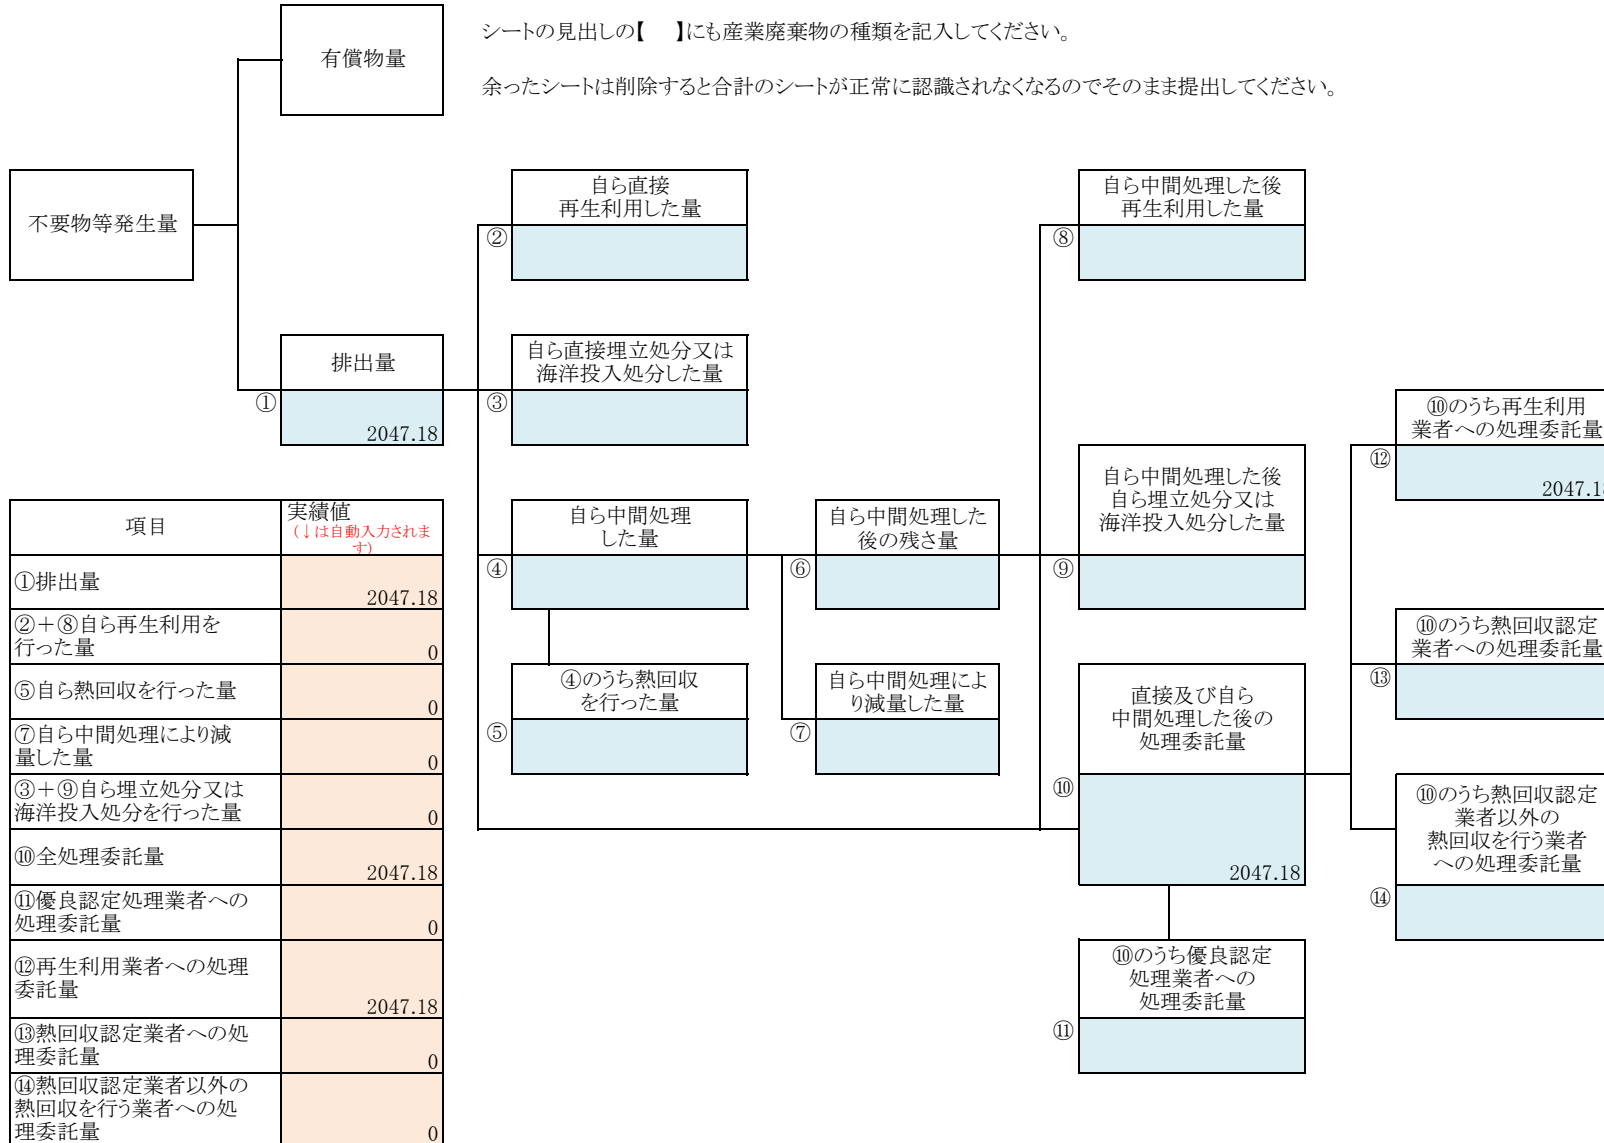 有償物量
シートの見出しの【　】にも産業廃棄物の種類を記入してください。
余ったシートは削除すると合計のシートが正常に認識されなくなるのでそのまま提出してください。
不要物等発生量
自ら直接
再生利用した量
②
自ら中間処理した後
再生利用した量
⑧
排出量
①
2047.18
自ら直接埋立処分又は
海洋投入処分した量
③
⑩のうち再生利用
業者への処理委託量
⑫
2047.18
自ら中間処理
した量
④
自ら中間処理した
後の残さ量
⑥
自ら中間処理した後
自ら埋立処分又は
海洋投入処分した量
⑨
⑩のうち熱回収認定
業者への処理委託量
⑬
④のうち熱回収
を行った量
⑤
自ら中間処理によ
り減量した量
⑦
直接及び自ら
中間処理した後の
処理委託量
⑩
2047.18
⑩のうち熱回収認定
業者以外の
熱回収を行う業者
への処理委託量
⑭
⑩のうち優良認定
処理業者への
処理委託量
⑪
項目
実績値
(↓は自動入力されま
す)
①排出量
2047.18
②＋⑧自ら再生利用を
行った量
0
⑤自ら熱回収を行った量
0
⑦自ら中間処理により減
量した量
0
③＋⑨自ら埋立処分又は
海洋投入処分を行った量
0
⑩全処理委託量
2047.18
⑪優良認定処理業者への
処理委託量
0
⑫再生利用業者への処理
委託量
2047.18
⑬熱回収認定業者への処
理委託量
0
⑭熱回収認定業者以外の
熱回収を行う業者への処
理委託量
0